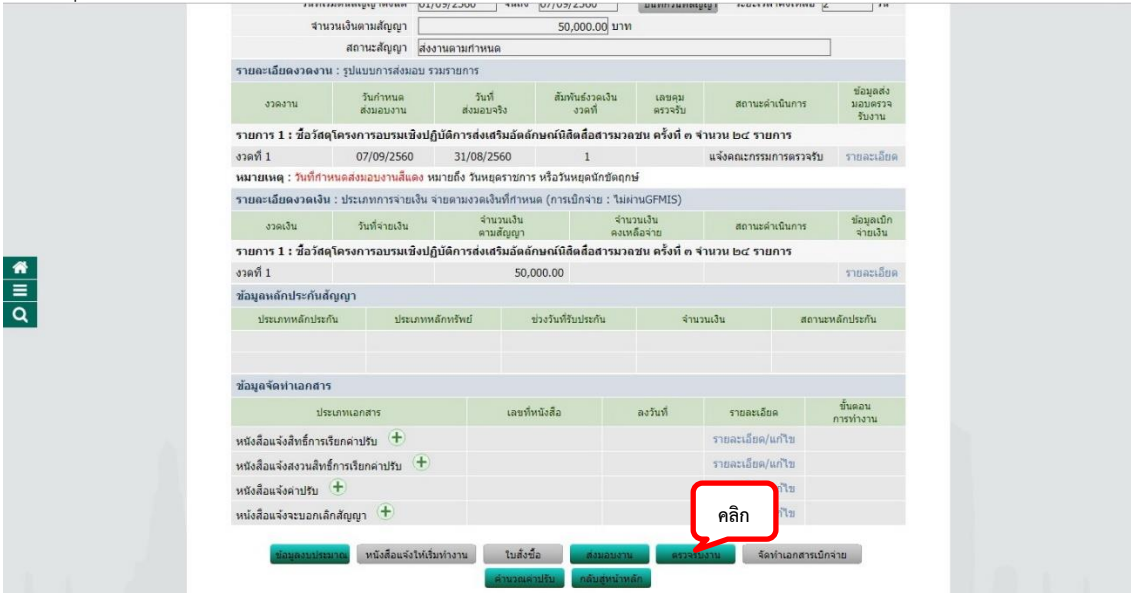 01/09/2560 07/09/2560 2
จำนวนเงินตามสัญญา 50,000.00 บาท
สถานะสัญญา ส่งงานตามกำหนด
รายละเอียดงวดงาน : รูปแบบการส่งมอบ รวมรายการ
งวดงาน วันกำหนดส่งมอบงาน วันที่ส่งมอบจริง สัมพันธ์งวดเงินงวดที่ เลขคุมตรวจรับ สถานะดำเนินการ ข้อมูลส่งมอบตรวจรับงาน
รายการ 1 : ซื้อวัสดุโครงการอบรมเชิงปฏิบัติการส่งเสริมอัตลักษณ์นิสิตสื่อสารมวลชน ครั้งที่ ๓ จำนวน ๒๔ รายการ
งวดที่ 1 07/09/2560 31/08/2560 1 แจ้งคณะกรรมการตรวจรับ รายละเอียด
หมายเหตุ : วันที่กำหนดส่งมอบงานสีแดง หมายถึง วันหยุดราชการ หรือวันหยุดนักขัตฤกษ์
รายละเอียดงวดเงิน : ประเภทการจ่ายเงิน จ่ายตามงวดเงินที่กำหนด (การเบิกจ่าย : ไม่ผ่านGFMIS)
งวดเงิน วันที่จ่ายเงิน จำนวนเงินตามสัญญา จำนวนเงินคงเหลือจ่าย สถานะดำเนินการ ข้อมูลเบิกจ่ายเงิน
รายการ 1 : ซื้อวัสดุโครงการอบรมเชิงปฏิบัติการส่งเสริมอัตลักษณ์นิสิตสื่อสารมวลชน ครั้งที่ ๓ จำนวน ๒๔ รายการ
งวดที่ 1 50,000.00 รายละเอียด
ข้อมูลหลักประกันสัญญา
ประเภทหลักประกัน ประเภทหลักทรัพย์ ช่วงวันที่รับประกัน จำนวนเงิน สถานะหลักประกัน
ข้อมูลจัดทำเอกสาร
ประเภทเอกสาร เลขที่หนังสือ ลงวันที่ รายละเอียด ขั้นตอนการทำงาน
หนังสือแจ้งสิทธิ์การเรียกค่าปรับ รายละเอียด/แก้ไข
หนังสือแจ้งสงวนสิทธิ์การเรียกค่าปรับ รายละเอียด/แก้ไข
หนังสือแจ้งค่าปรับ
หนังสือแจ้งจะบอกเลิกสัญญา
คลิก
ข้อมูลงบประมาณ หนังสือแจ้งให้เริ่มทำงาน ใบสั่งซื้อ ส่งมอบงาน ตรวจรับงาน จัดทำเอกสารเบิกจ่าย
คำนวณค่าปรับ กลับสู่หน้าหลัก